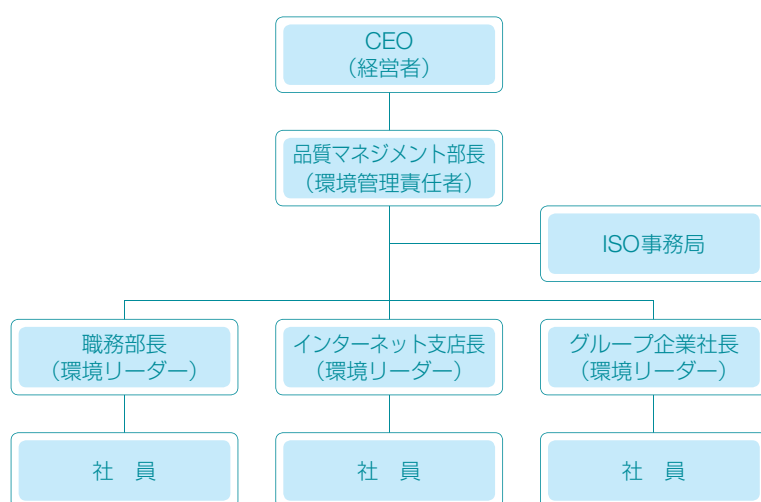 CEO
（経営者）
品質マネジメント部長
（環境管理責任者）
ISO事務局
職務部長
（環境リーダー）
インターネット支店長
（環境リーダー）
グループ企業社長
（環境リーダー）
社　員
社　員
社　員